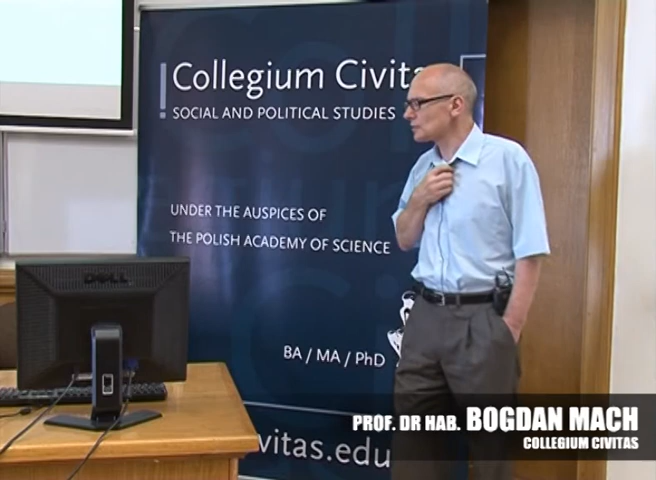 Collegium Civita
SOCIAL AND POLITICAL STUDIES
UNDER THE AUSPICES OF
THE POLISH ACADEMY OF SCIENCE
BA / MA / PhD
vitas.edu
DELL
PROF. DR HAB. BOGDAN MACH
COLLEGIUM CIVITAS